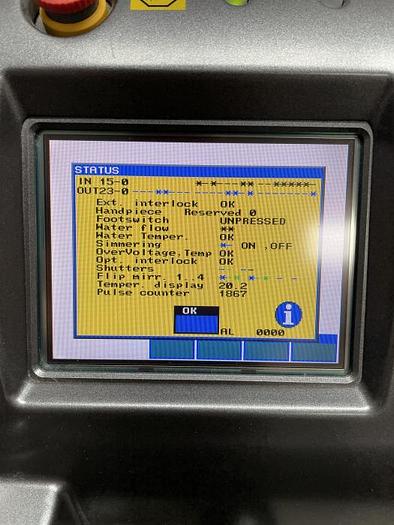 STATUS
IN 15-0 *-*--**--*****-
OUT23-0 ---**--- ---**-*- -------*
Ext. interlock OK
Handpiece Reserved 0
Footswitch UNPRESSED
Water flow **
Water Temper. OK
Simmering *- ON ,OFF
OverVoltage,Temp OK
Opt. interlock OK
Shutters - --
Flip mirr. 1..4 *-*-*-- - -
Temper. display 20.2
Pulse counter 1867
OK
AL 0000
i